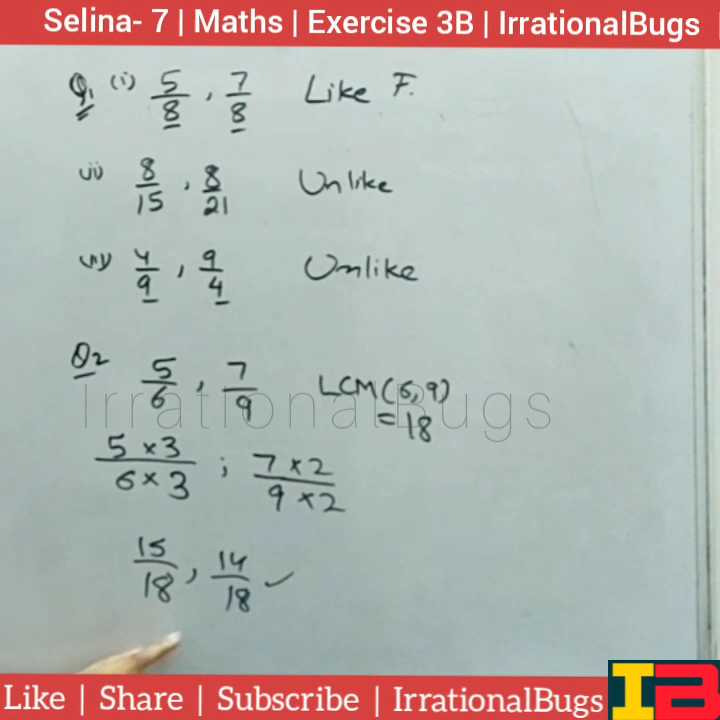 Selina- 7 | Maths | Exercise 3B | IrrationalBugs
Q1 (i) 5/8 , 7/8 Like F.
(ii) 8/15 , 8/21 Unlike
(iii) 4/9 , 9/4 Unlike
Q2 5/6 , 7/9 LCM(6,9)
= 18
IrrationalBugs
5 × 3 / 6 × 3 ; 7 × 2 / 9 × 2
15/18 , 14/18 ✓
Like | Share | Subscribe | IrrationalBugs
IB